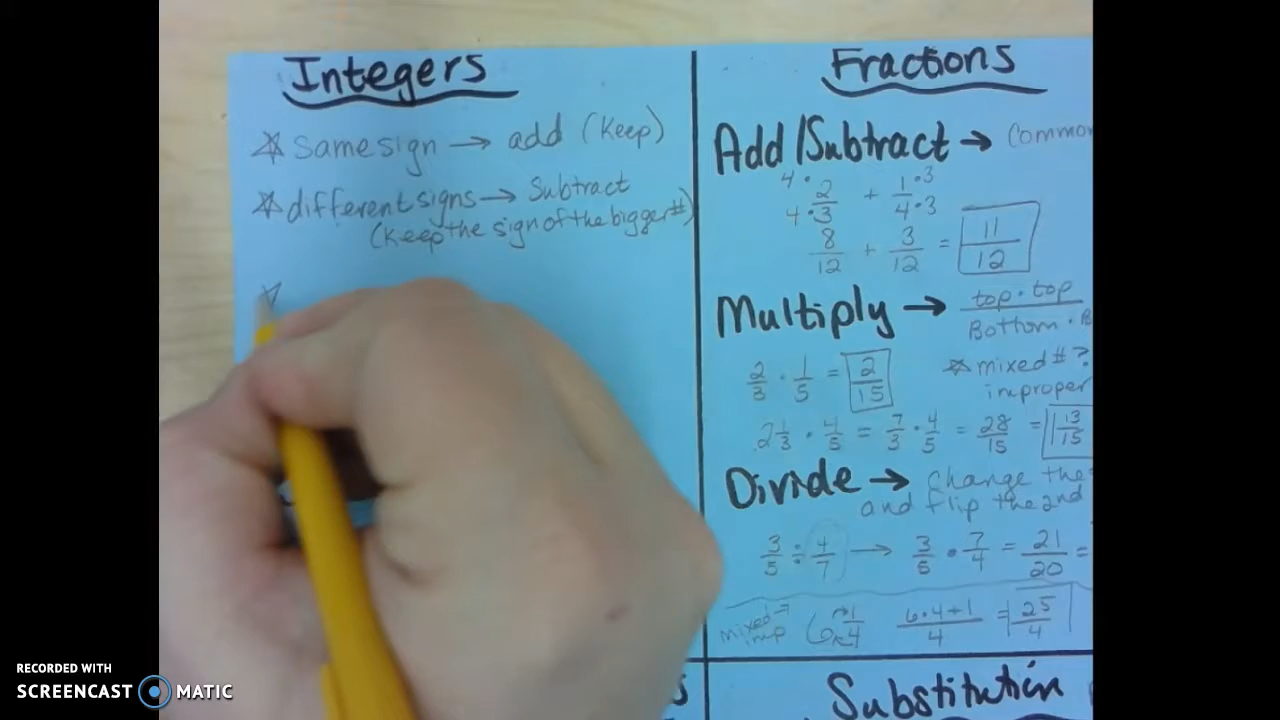 Integers
☆ Same sign → add (Keep)
☆ different signs → Subtract
(Keep the sign of the bigger #)
☆
Fractions
Add/Subtract → Common
4 · 2/3 · 4 + 1 · 3/4 · 3
8/12 + 3/12 = 11/12
Multiply → top · top / Bottom · B
2/3 · 1/5 = 2/15
☆ mixed # ?
improper
2 1/3 · 4/5 = 7/3 · 4/5 = 28/15 = 1 13/15
Divide → change the
and flip the 2nd
3/5 ÷ 4/7 → 3/5 · 7/4 = 21/20 =
mixed →
imp
6 1/4 6·4+1/4 = 25/4
Substitution
RECORDED WITH
SCREENCAST MATIC